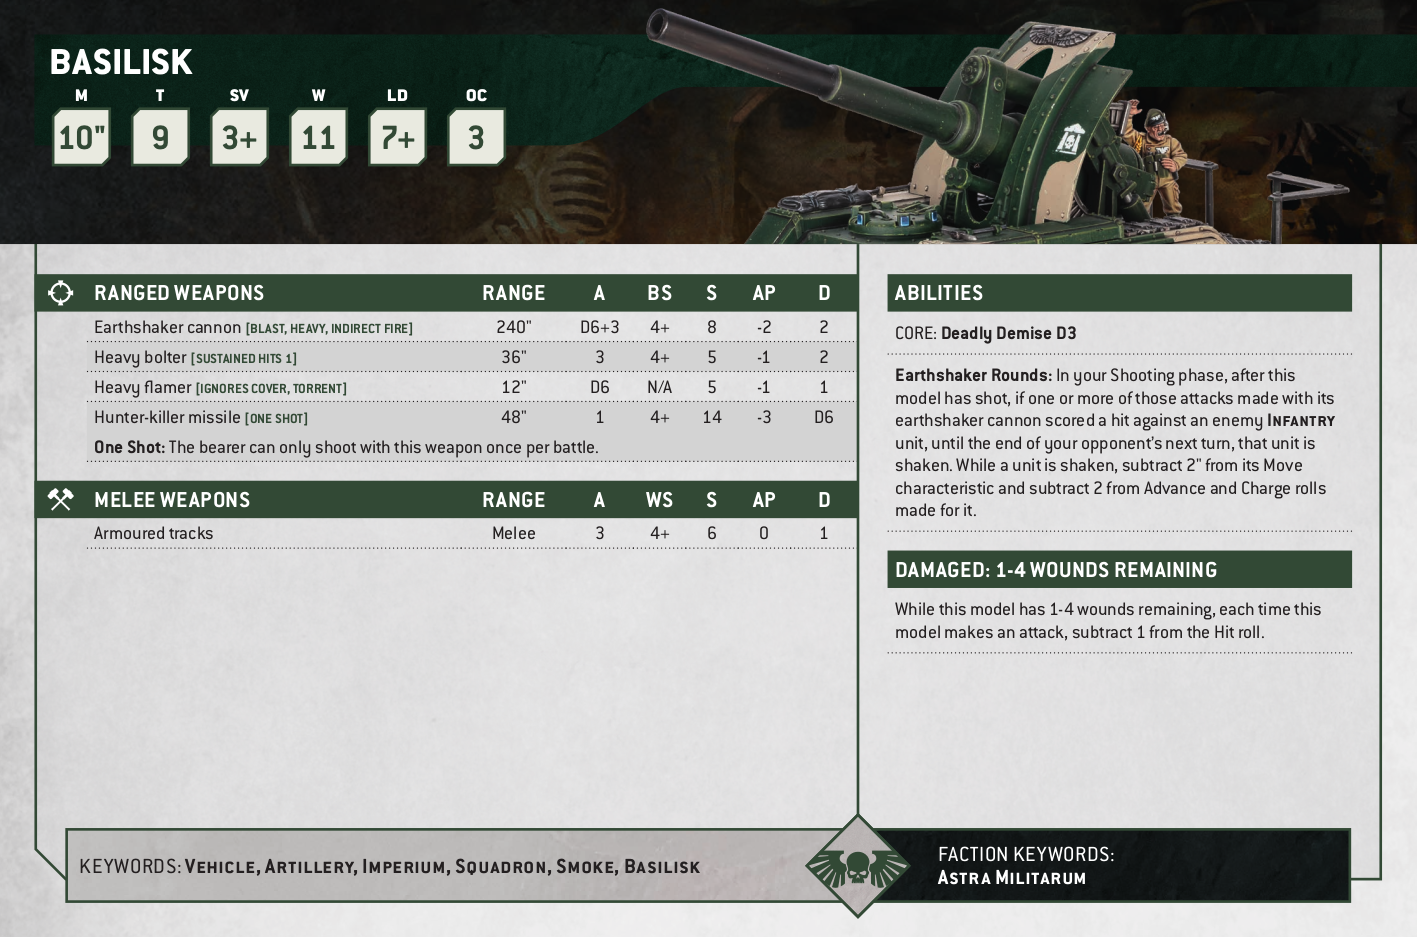 BASILISK
M T SV W LD OC
10" 9 3+ 11 7+ 3
RANGED WEAPONS RANGE A BS S AP D
Earthshaker cannon [BLAST, HEAVY, INDIRECT FIRE] 240" D6+3 4+ 8 -2 2
Heavy bolter [SUSTAINED HITS 1] 36" 3 4+ 5 -1 2
Heavy flamer [IGNORES COVER, TORRENT] 12" D6 N/A 5 -1 1
Hunter-killer missile [ONE SHOT] 48" 1 4+ 14 -3 D6
One Shot: The bearer can only shoot with this weapon once per battle.
MELEE WEAPONS RANGE A WS S AP D
Armoured tracks Melee 3 4+ 6 0 1
ABILITIES
CORE: Deadly Demise D3
Earthshaker Rounds: In your Shooting phase, after this
model has shot, if one or more of those attacks made with its
earthshaker cannon scored a hit against an enemy INFANTRY
unit, until the end of your opponent's next turn, that unit is
shaken. While a unit is shaken, subtract 2" from its Move
characteristic and subtract 2 from Advance and Charge rolls
made for it.
DAMAGED: 1-4 WOUNDS REMAINING
While this model has 1-4 wounds remaining, each time this
model makes an attack, subtract 1 from the Hit roll.
KEYWORDS: VEHICLE, ARTILLERY, IMPERIUM, SQUADRON, SMOKE, BASILISK
FACTION KEYWORDS:
ASTRA MILITARUM